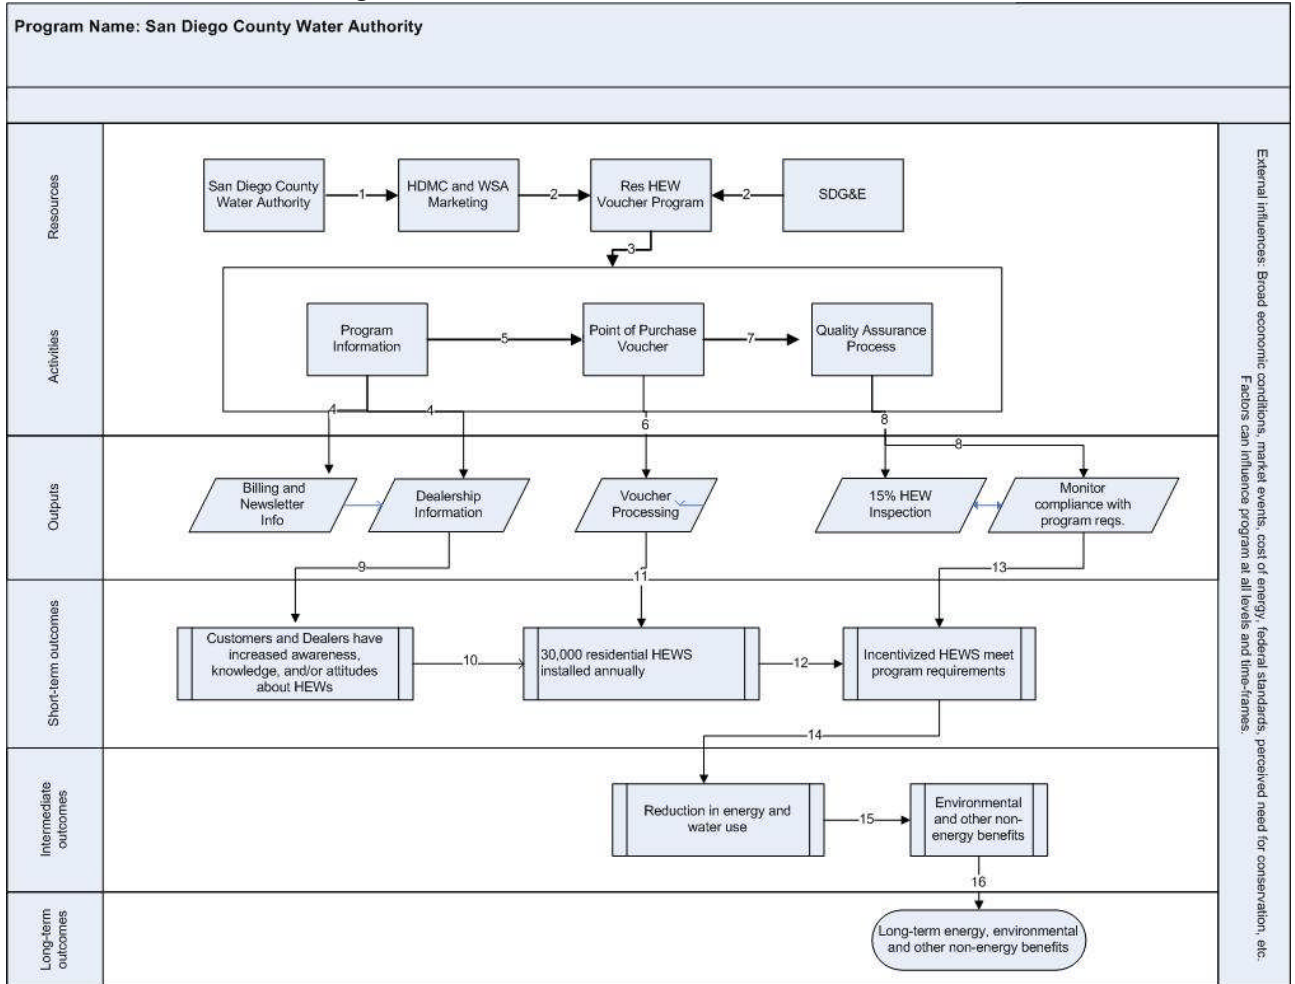 Program Name: San Diego County Water Authority
Resources
San Diego County
Water Authority
1
HDMC and WSA
Marketing
2
Res HEW
Voucher Program
2
SDG&E
3
Activities
Program
Information
5
Point of Purchase
Voucher
7
Quality Assurance
Process
4
4
6
8
8
Outputs
Billing and
Newsletter
Info
Dealership
Information
Voucher
Processing
15% HEW
Inspection
Monitor
compliance with
program reqs.
9
11
13
Short-term outcomes
Customers and Dealers have
increased awareness,
knowledge, and/or attitudes
about HEWs
10
30,000 residential HEWS
installed annually
12
Incentivized HEWS meet
program requirements
14
Intermediate
outcomes
Reduction in energy and
water use
15
Environmental
and other non-
energy benefits
16
Long-term
outcomes
Long-term energy, environmental
and other non-energy benefits
External influences: Broad economic conditions, market events, cost of energy, federal standards, perceived need for conservation, etc.
Factors can influence program at all levels and time-frames.